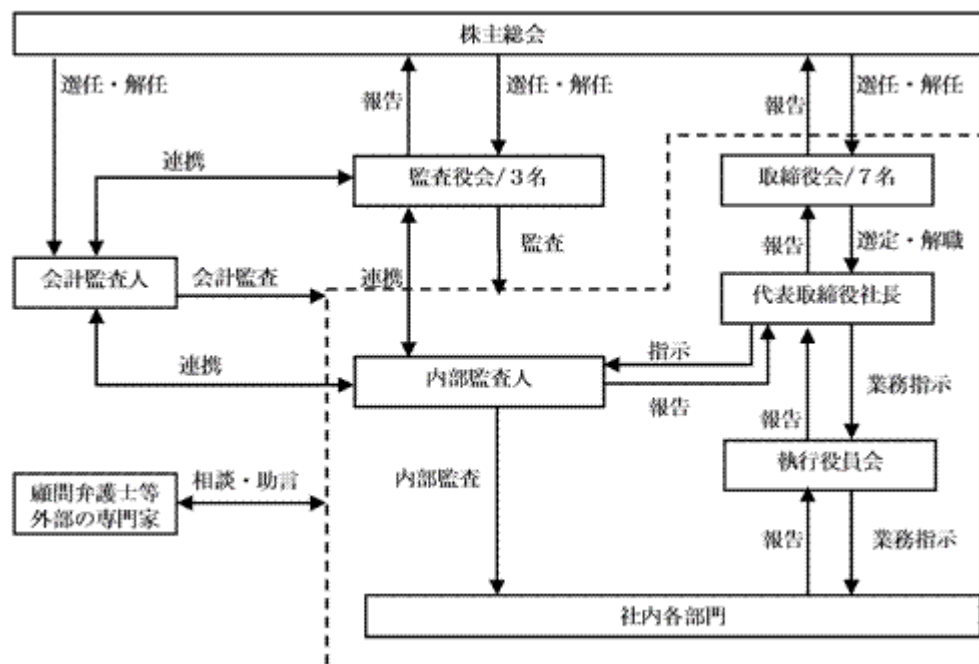 株主総会
選任・解任
報告
選任・解任
報告
選任・解任
連携
監査役会/3名
取締役会/7名
監査
報告
選定・解職
会計監査人
会計監査
連携
代表取締役社長
連携
内部監査人
指示
報告
業務指示
報告
内部監査
執行役員会
顧問弁護士等
外部の専門家
相談・助言
報告
業務指示
社内各部門